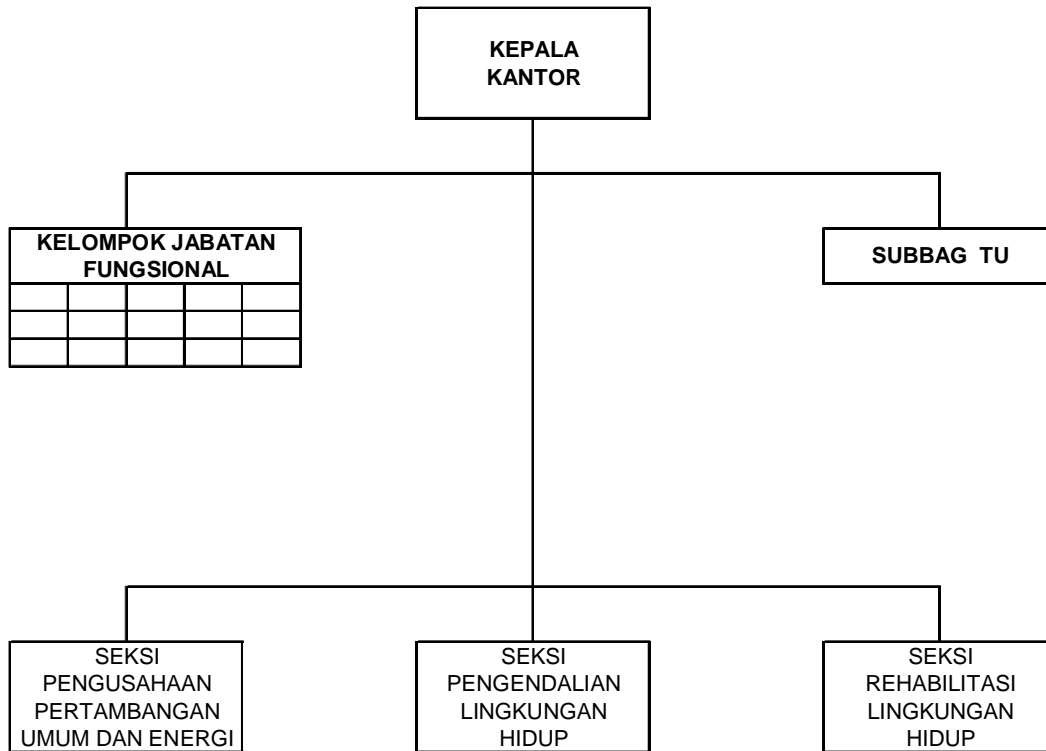 KEPALA
KANTOR
KELOMPOK JABATAN
FUNGSIONAL
SUBBAG TU
SEKSI
PENGUSAHAAN
PERTAMBANGAN
UMUM DAN ENERGI
SEKSI
PENGENDALIAN
LINGKUNGAN
HIDUP
SEKSI
REHABILITASI
LINGKUNGAN
HIDUP